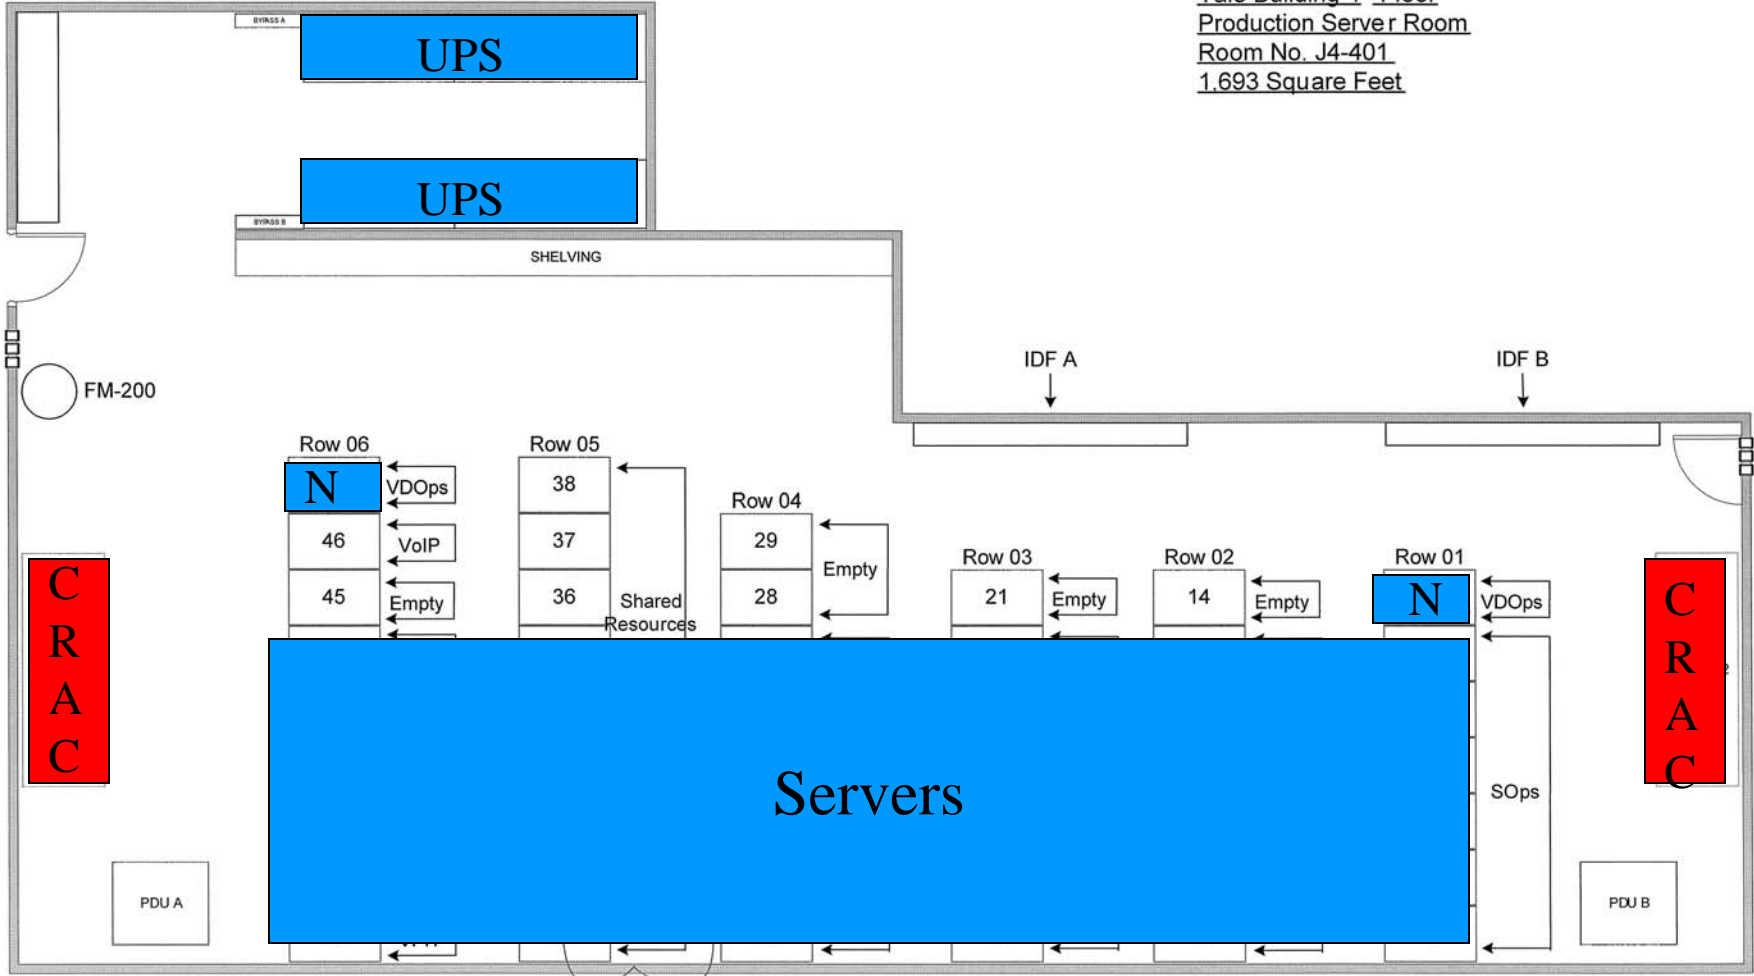 Production Server Room
Room No. J4-401
1,693 Square Feet
BYPASS A
UPS
UPS
BYPASS B
SHELVING
IDF A
IDF B
FM-200
Row 06
Row 05
Row 04
Row 03
Row 02
Row 01
N
VDOps
38
46
VoIP
37
29
Empty
45
Empty
36
Shared
Resources
28
21
Empty
14
Empty
N
VDOps
C
R
A
C
C
R
A
C
Servers
SOps
PDU A
PDU B